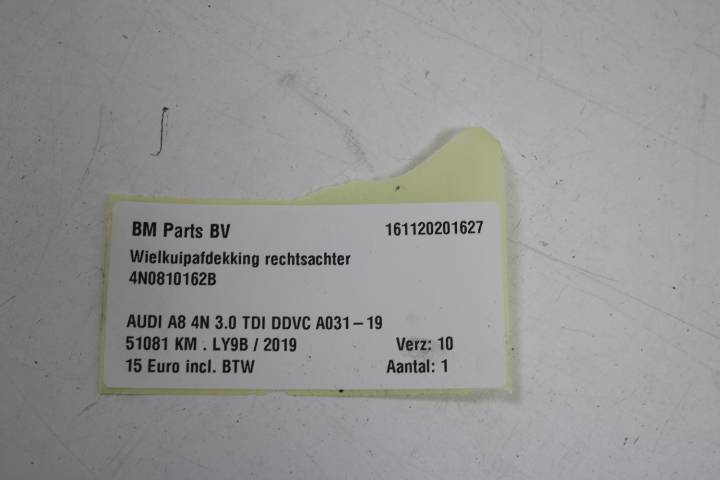 BM Parts BV 161120201627
Wielkuipafdekking rechtsachter
4N0810162B
AUDI A8 4N 3.0 TDI DDVC A031-19
51081 KM . LY9B / 2019 Verz: 10
15 Euro incl. BTW Aantal: 1